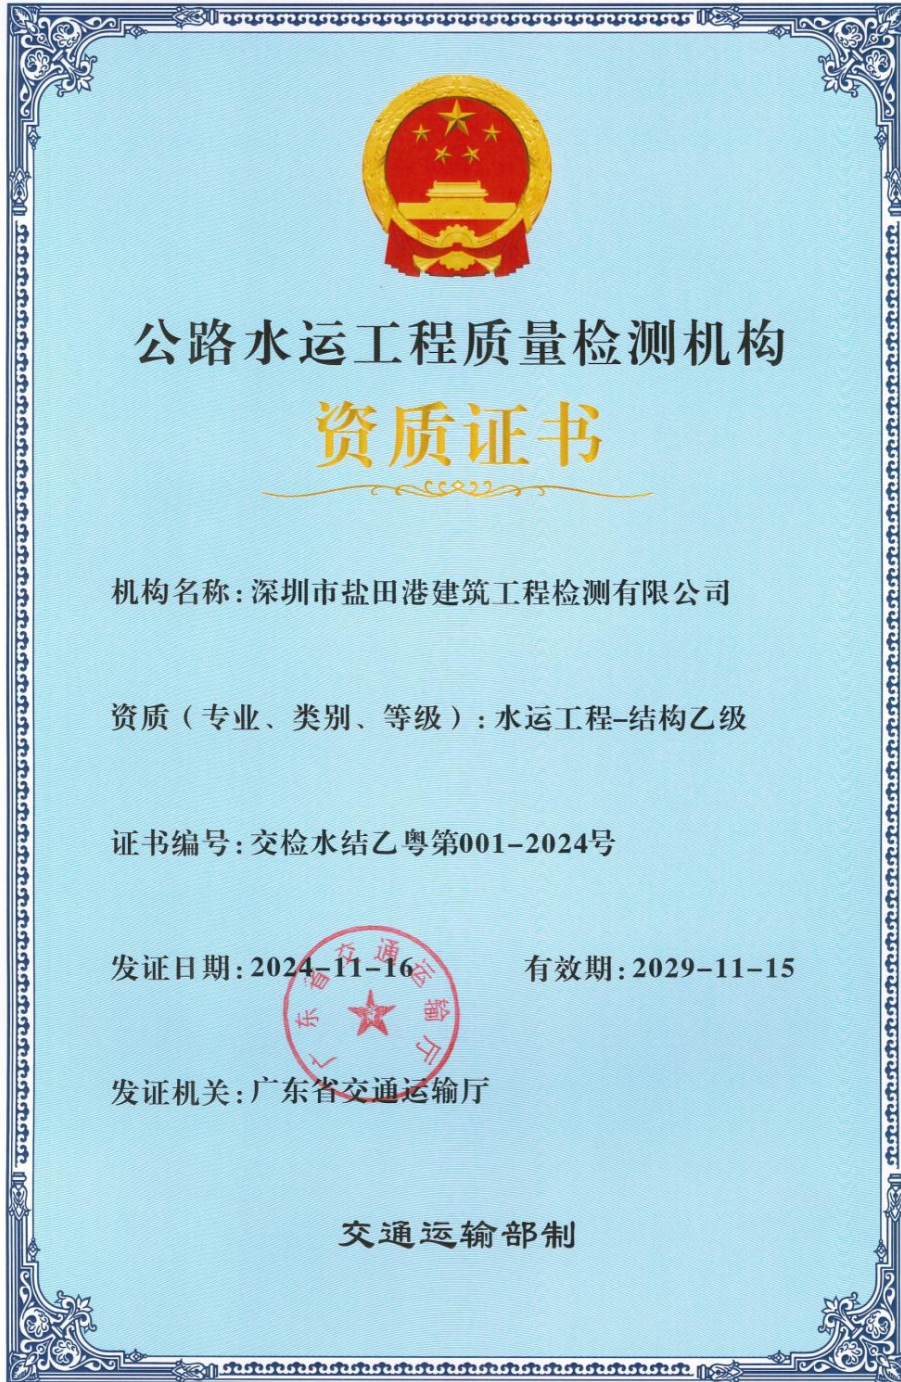 公路水运工程质量检测机构
资质证书
机构名称:深圳市盐田港建筑工程检测有限公司
资质（专业、类别、等级）:水运工程-结构乙级
证书编号:交检水结乙粤第001-2024号
发证日期:2024-11-16 有效期:2029-11-15
广东省交通运输厅
发证机关:广东省交通运输厅
交通运输部制